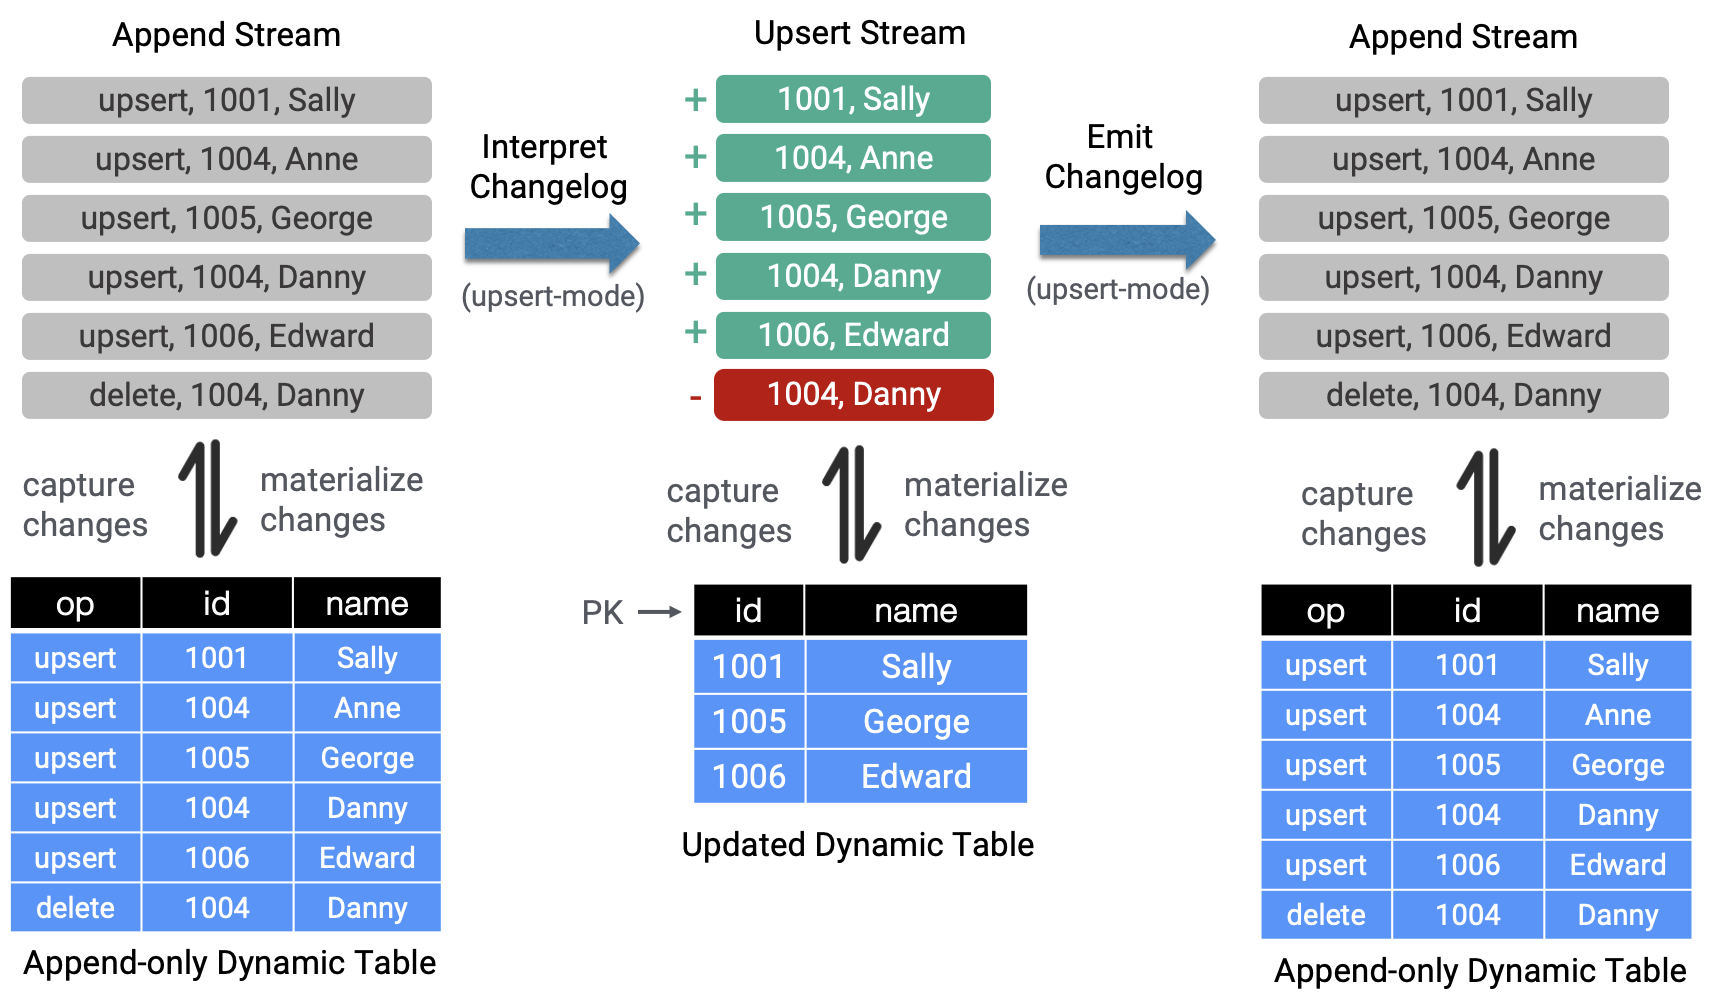 Append Stream
upsert, 1001, Sally
upsert, 1004, Anne
upsert, 1005, George
upsert, 1004, Danny
upsert, 1006, Edward
delete, 1004, Danny
capture
changes
materialize
changes
op id name
upsert 1001 Sally
upsert 1004 Anne
upsert 1005 George
upsert 1004 Danny
upsert 1006 Edward
delete 1004 Danny
Append-only Dynamic Table
Interpret
Changelog
(upsert-mode)
Upsert Stream
+ 1001, Sally
+ 1004, Anne
+ 1005, George
+ 1004, Danny
+ 1006, Edward
- 1004, Danny
capture
changes
materialize
changes
PK
id name
1001 Sally
1005 George
1006 Edward
Updated Dynamic Table
Emit
Changelog
(upsert-mode)
Append Stream
upsert, 1001, Sally
upsert, 1004, Anne
upsert, 1005, George
upsert, 1004, Danny
upsert, 1006, Edward
delete, 1004, Danny
capture
changes
materialize
changes
op id name
upsert 1001 Sally
upsert 1004 Anne
upsert 1005 George
upsert 1004 Danny
upsert 1006 Edward
delete 1004 Danny
Append-only Dynamic Table